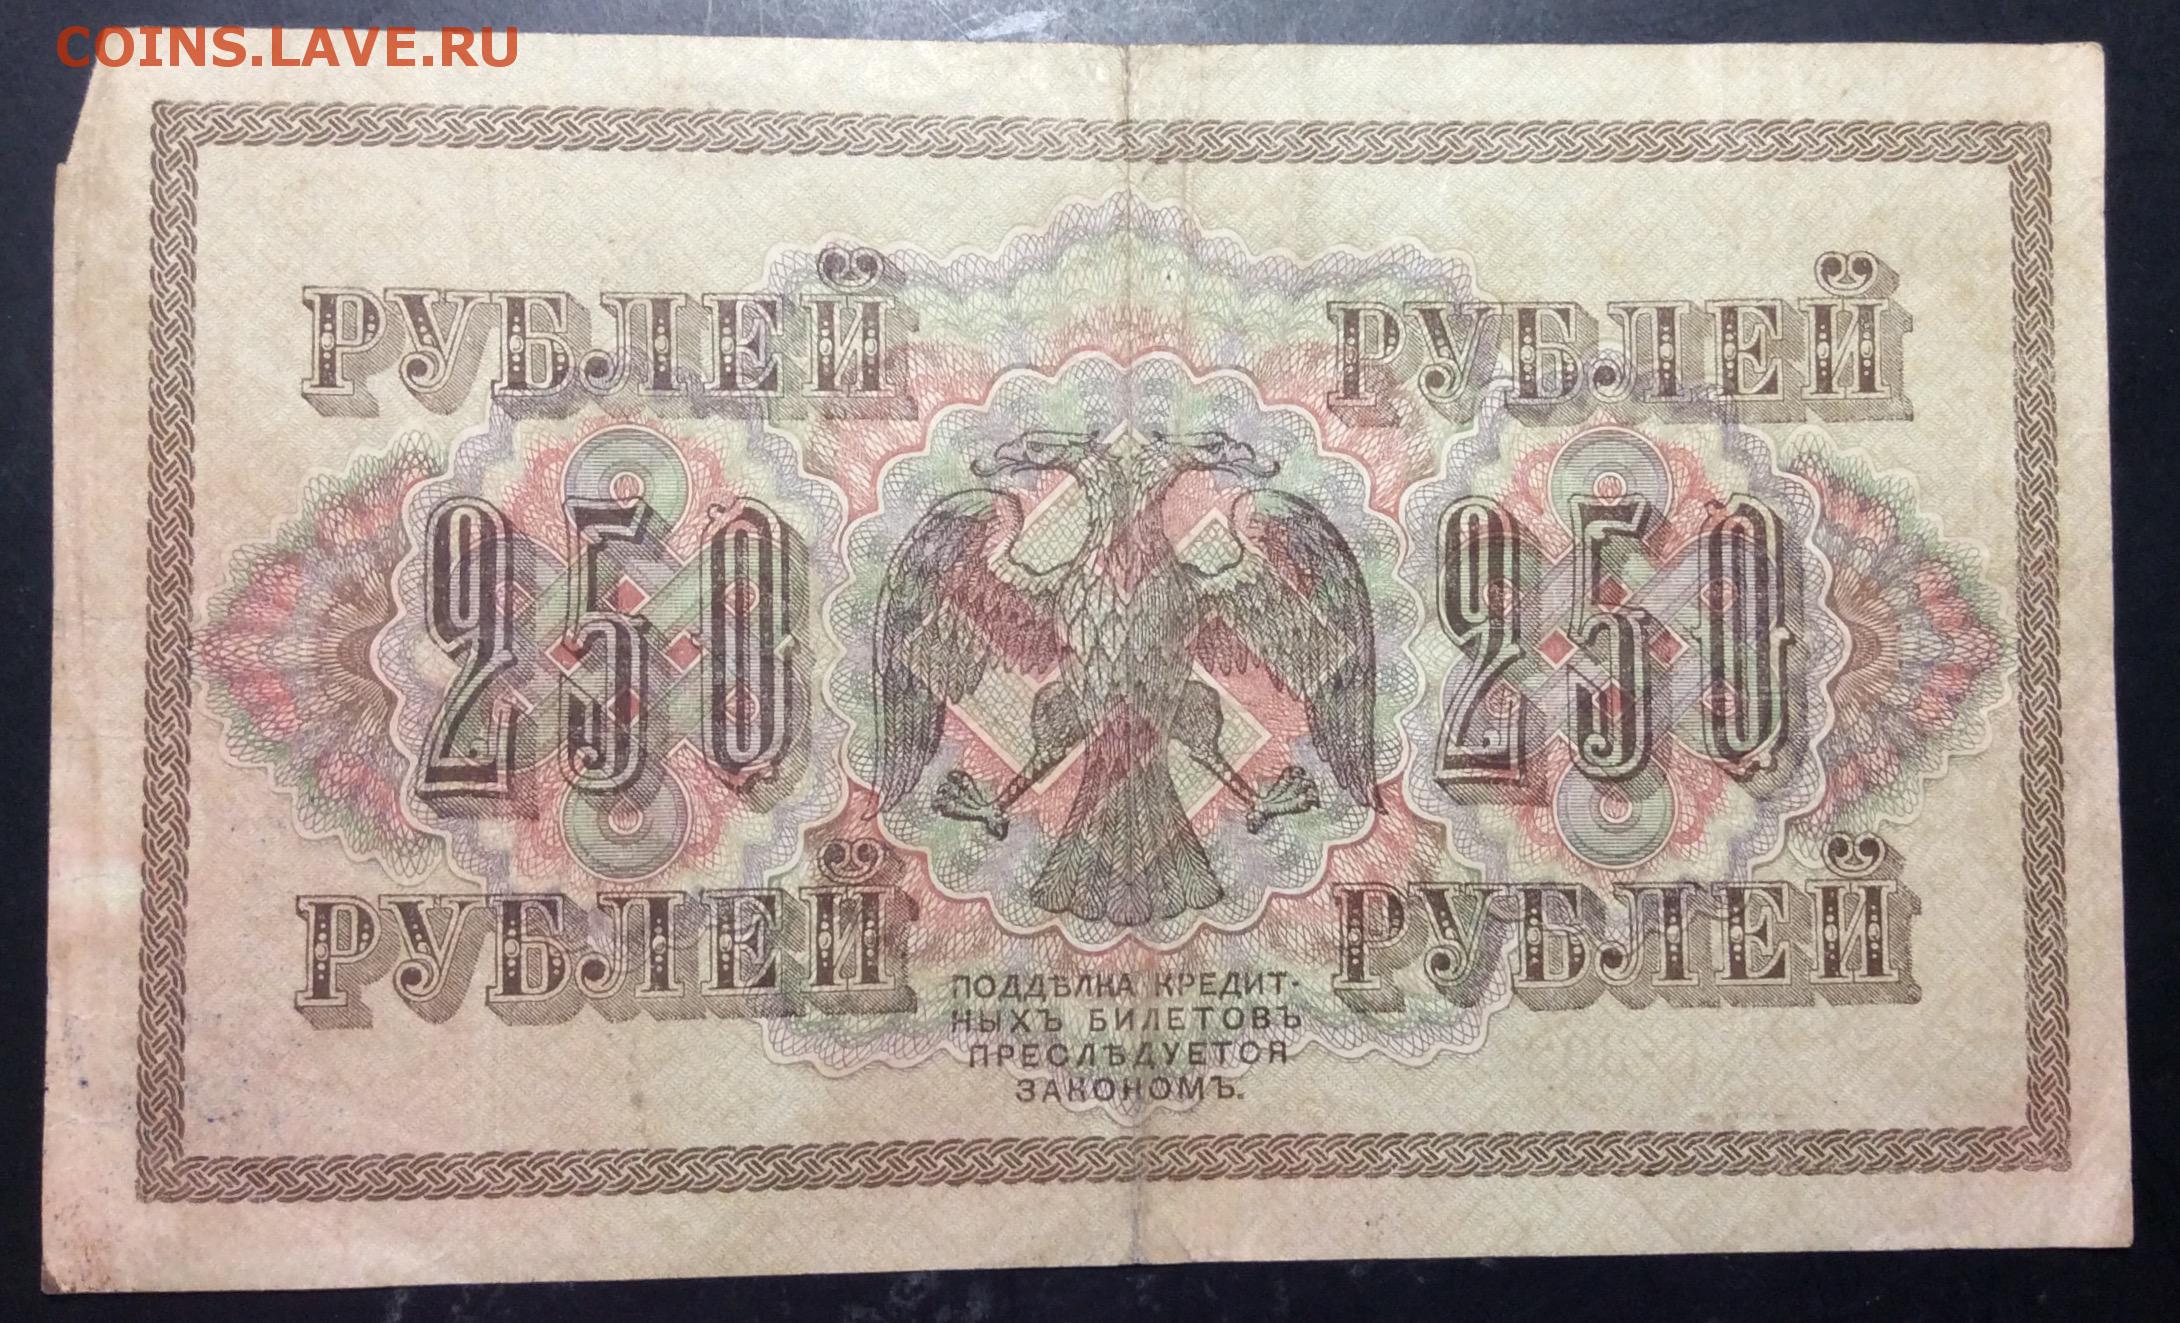 COINS.LAVE.RU
РУБЛЕЙ РУБЛЕЙ
250 250
РУБЛЕЙ РУБЛЕЙ
ПОДДѢЛКА КРЕДИТ-
НЫХЪ БИЛЕТОВЪ
ПРЕСЛѢДУЕТСЯ
ЗАКОНОМЪ.